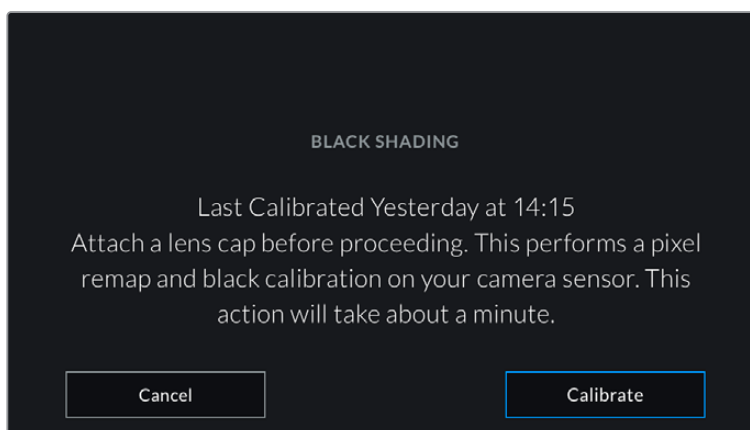 BLACK SHADING
Last Calibrated Yesterday at 14:15
Attach a lens cap before proceeding. This performs a pixel
remap and black calibration on your camera sensor. This
action will take about a minute.
Cancel
Calibrate